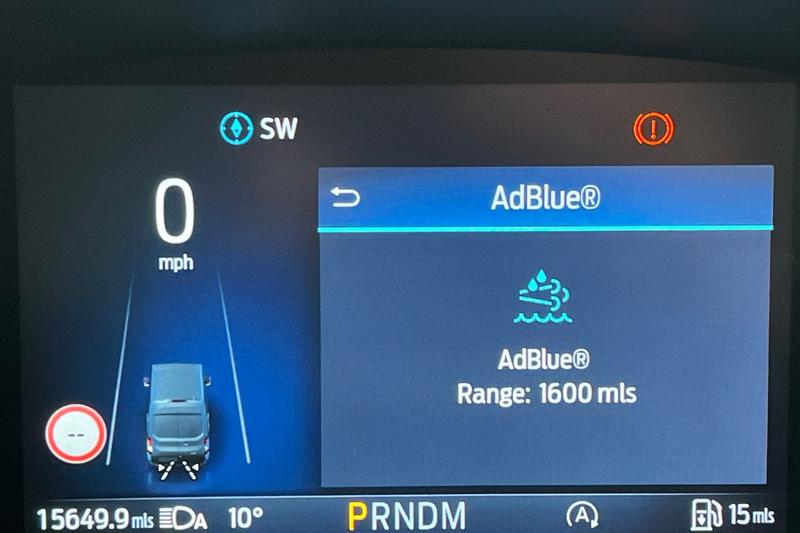 SW
0
mph
AdBlue®
AdBlue®
Range: 1600 mls
--
15649.9 mls A 10° PRNDM A 15 mls